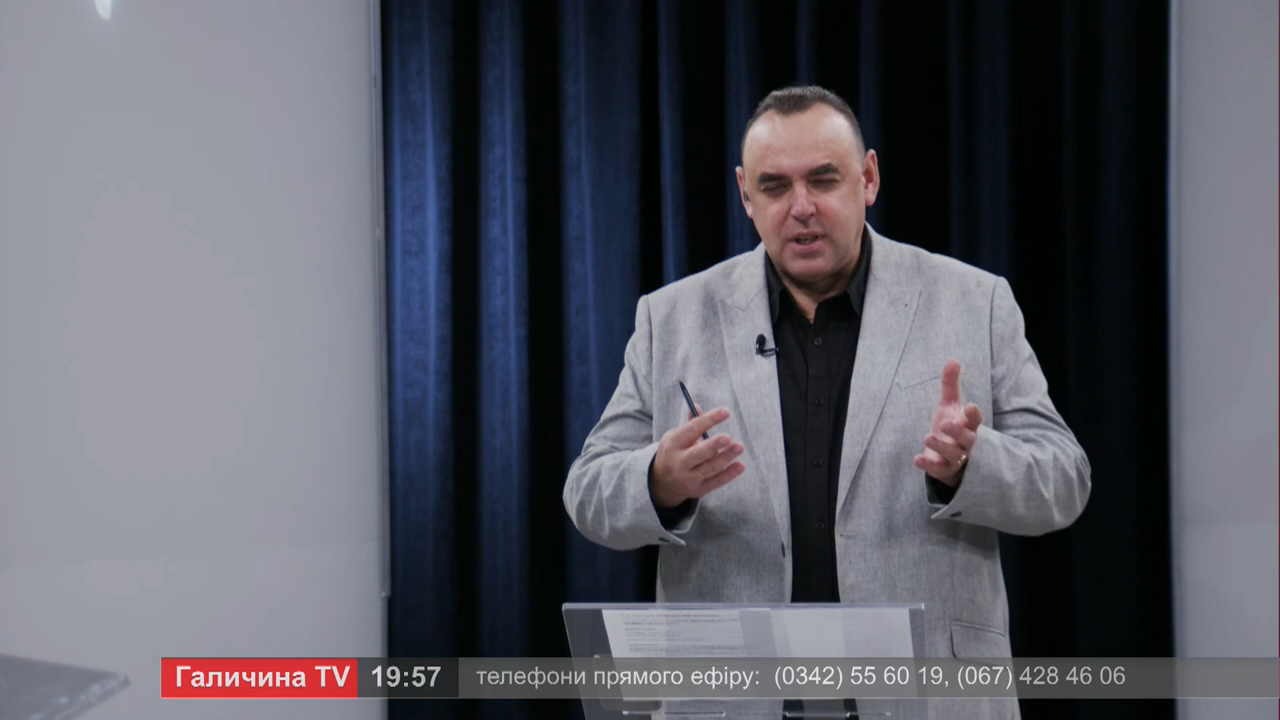 Галичина TV 19:57 телефони прямого ефіру: (0342) 55 60 19, (067) 428 46 06